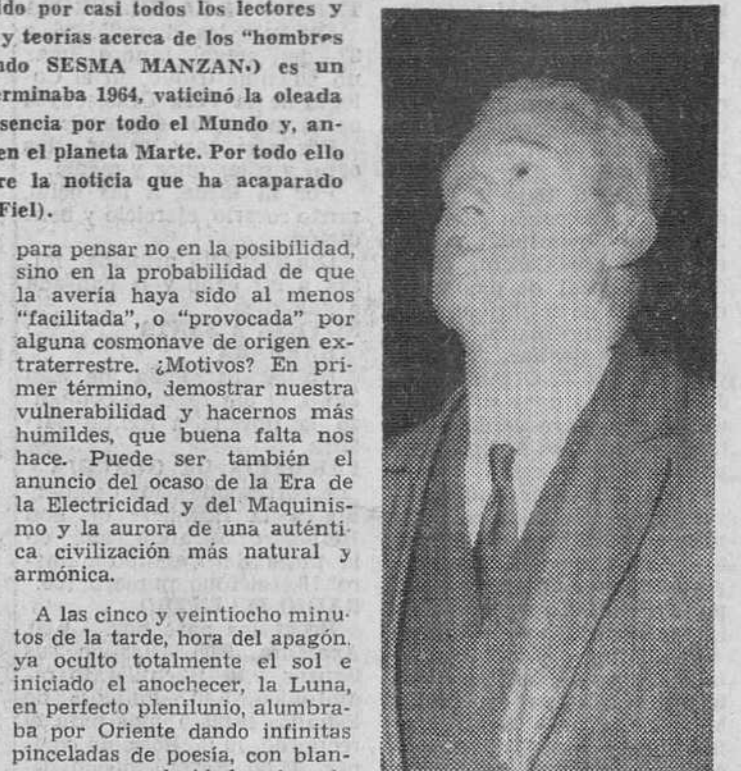 do por casi todos los lectores y
y teorías acerca de los "hombres
do SESMA MANZAN.) es un
erminaba 1964, vaticinó la oleada
sencia por todo el Mundo y, an-
en el planeta Marte. Por todo ello
re la noticia que ha acaparado
Fiel).
para pensar no en la posibilidad,
sino en la probabilidad de que
la avería haya sido al menos
"facilitada", o "provocada" por
alguna cosmonave de origen ex-
traterrestre. ¿Motivos? En pri-
mer término, demostrar nuestra
vulnerabilidad y hacernos más
humildes, que buena falta nos
hace. Puede ser también el
anuncio del ocaso de la Era de
la Electricidad y del Maquinis-
mo y la aurora de una auténti-
ca civilización más natural y
armónica.
A las cinco y veintiocho minu-
tos de la tarde, hora del apagón,
ya oculto totalmente el sol e
iniciado el anochecer, la Luna,
en perfecto plenilunio, alumbra-
ba por Oriente dando infinitas
pinceladas de poesía, con blan-